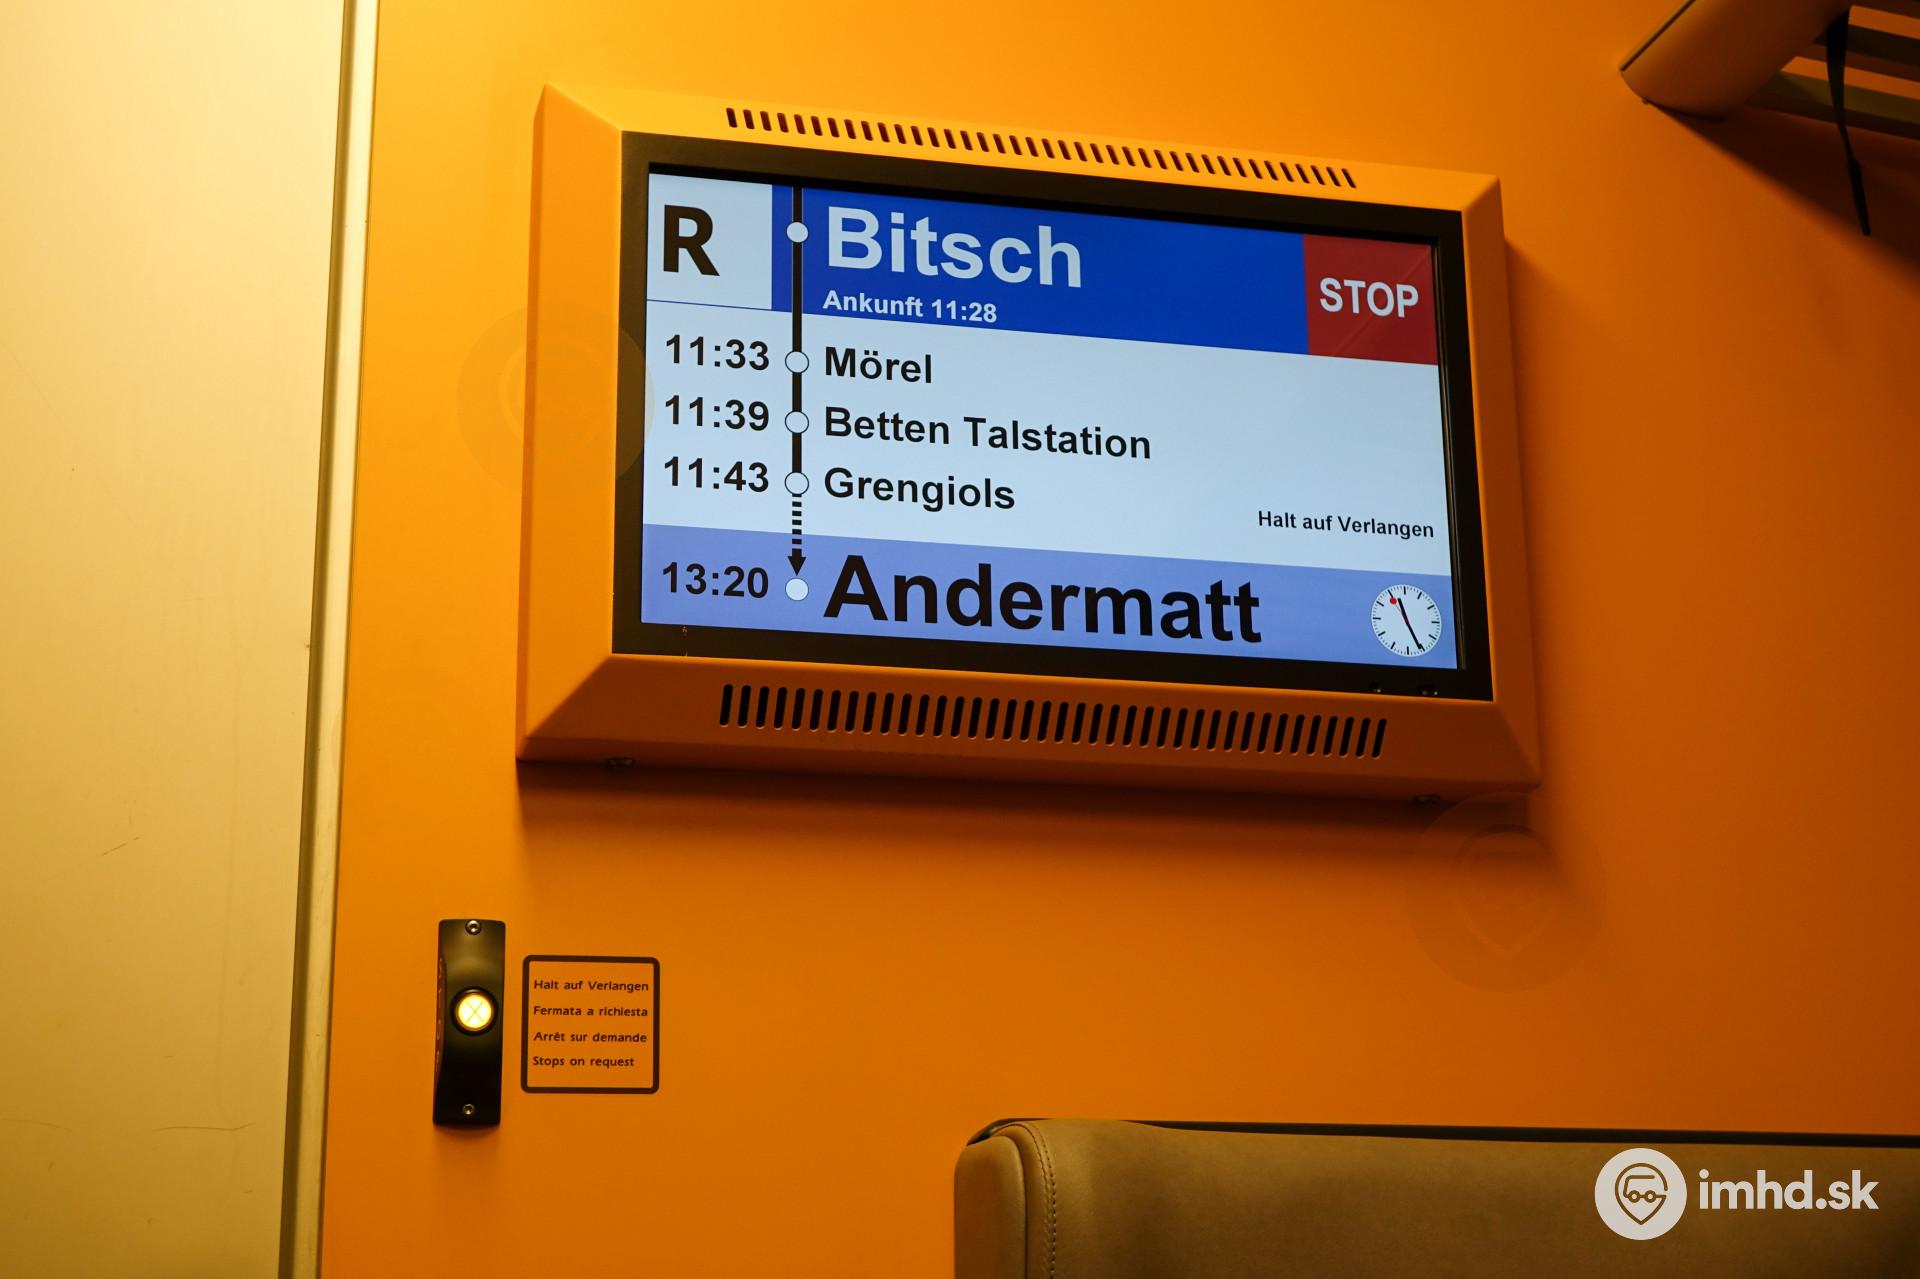 R
Bitsch
Ankunft 11:28
STOP
11:33 Mörel
11:39 Betten Talstation
11:43 Grengiols
Halt auf Verlangen
13:20 Andermatt
Halt auf Verlangen
Fermata a richiesta
Arrêt sur demande
Stops on request
imhd.sk